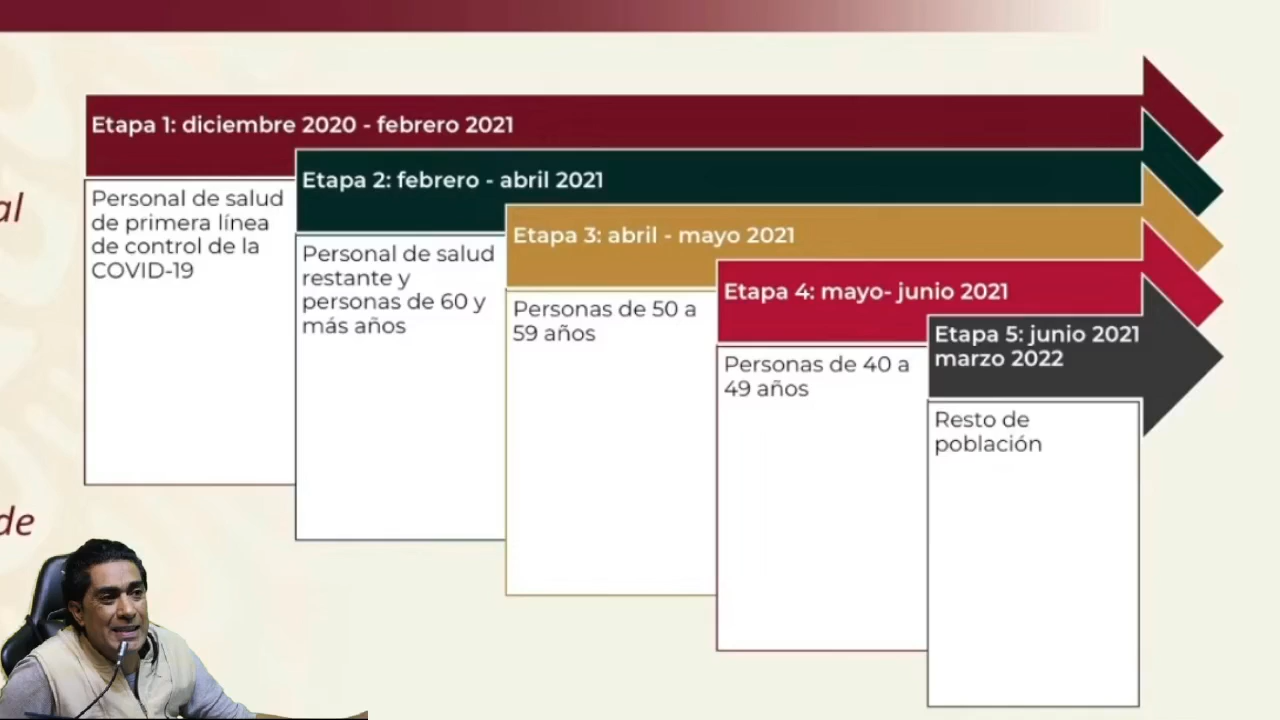 Etapa 1: diciembre 2020 - febrero 2021
Personal de salud
de primera línea
de control de la
COVID-19
Etapa 2: febrero - abril 2021
Personal de salud
restante y
personas de 60 y
más años
Etapa 3: abril - mayo 2021
Personas de 50 a
59 años
Etapa 4: mayo- junio 2021
Personas de 40 a
49 años
Etapa 5: junio 2021
marzo 2022
Resto de
población
al
de